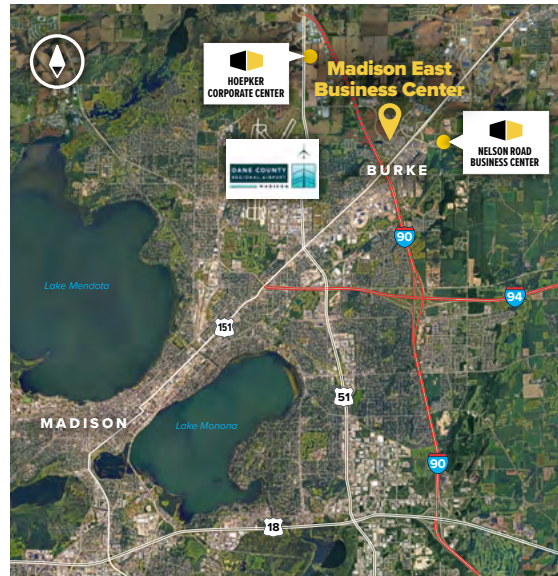 HOEPKER
CORPORATE CENTER
Madison East
Business Center
NELSON ROAD
BUSINESS CENTER
DANE COUNTY
REGIONAL AIRPORT
MADISON
BURKE
90
94
Lake Mendota
151
MADISON
Lake Monona
51
90
18